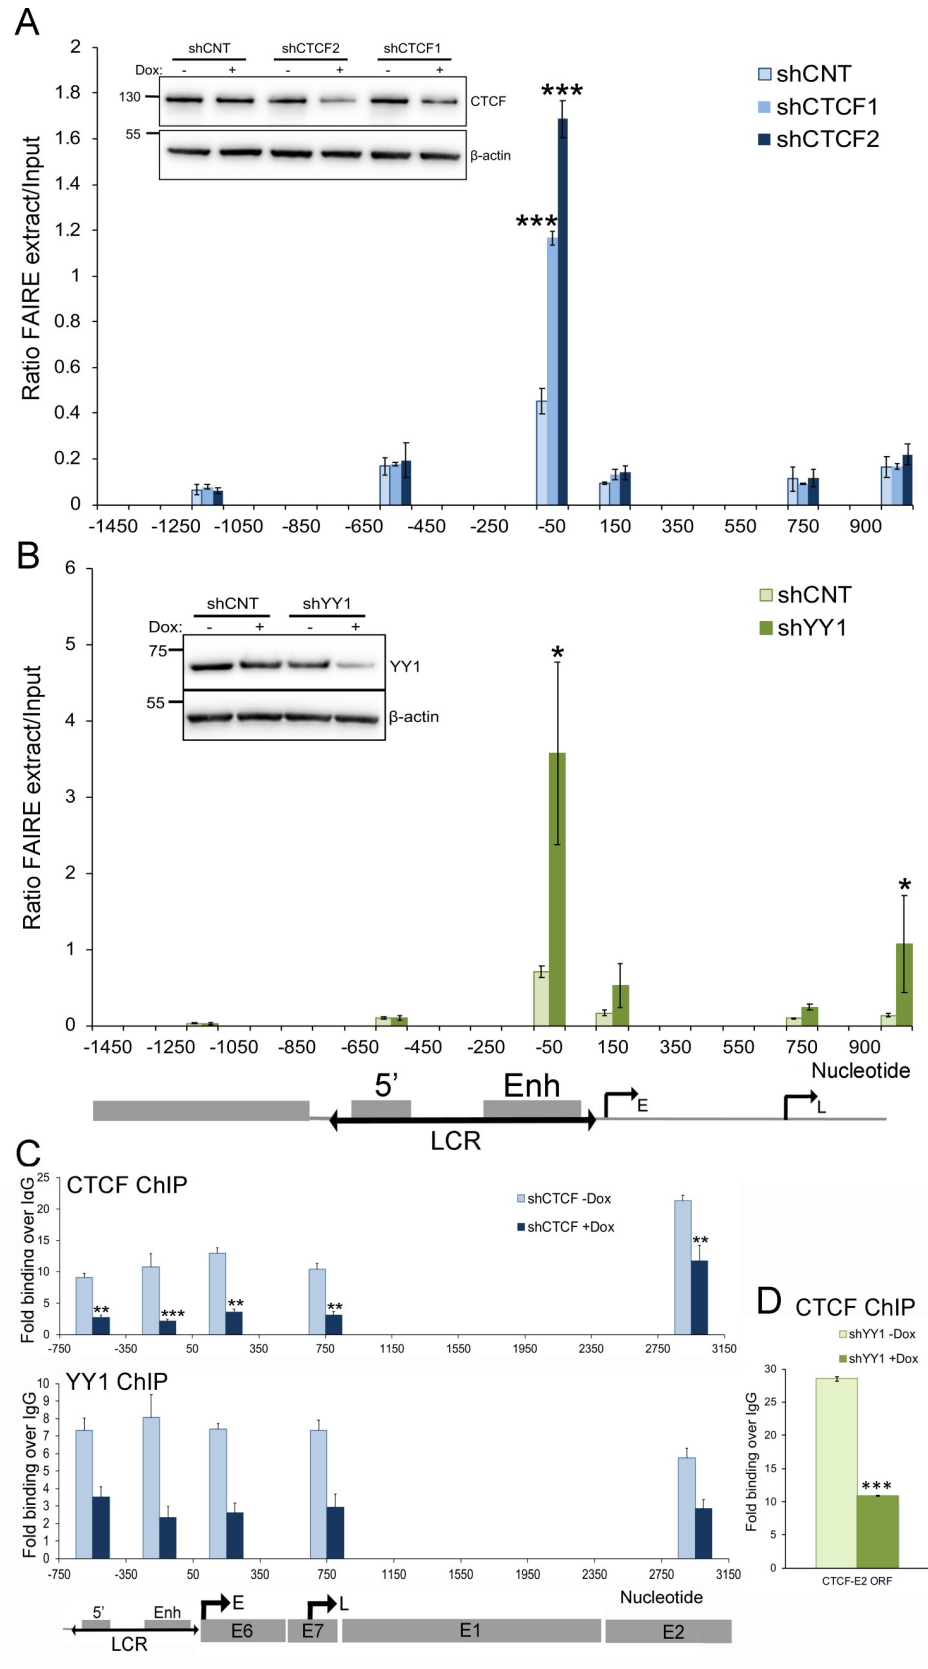 A
2
1.8
1.6
1.4
1.2
1
0.8
0.6
0.4
0.2
0
Ratio FAIRE extract/Input
shCNT shCTCF2 shCTCF1
Dox: - + - + - +
130 CTCF
55 β-actin
shCNT
shCTCF1
shCTCF2
***
***
-1450 -1250 -1050 -850 -650 -450 -250 -50 150 350 550 750 900
B
6
5
4
3
2
1
0
Ratio FAIRE extract/Input
shCNT shYY1
Dox: - + - +
75 YY1
55 β-actin
shCNT
shYY1
*
*
-1450 -1250 -1050 -850 -650 -450 -250 -50 150 350 550 750 900
Nucleotide
5’ Enh E L
LCR
C
CTCF ChIP
Fold binding over IgG
25
20
15
10
5
0
shCTCF -Dox
shCTCF +Dox
** *** ** ** **
-750 -350 50 350 750 1150 1550 1950 2350 2750 3150
YY1 ChIP
Fold binding over IgG
10
9
8
7
6
5
4
3
2
1
0
-750 -350 50 350 750 1150 1550 1950 2350 2750 3150
Nucleotide
5’ Enh E L
LCR E6 E7 E1 E2
D
CTCF ChIP
shYY1 -Dox
shYY1 +Dox
Fold binding over IgG
30
25
20
15
10
5
0
***
CTCF-E2 ORF